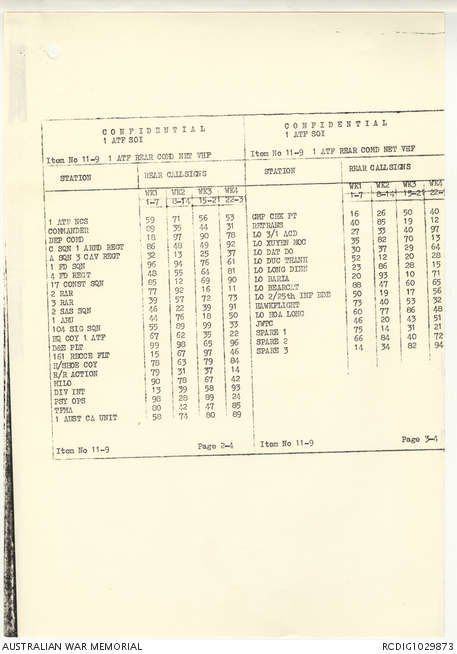 CONFIDENTIAL
1 ATF SOI
Item No 11-9 1 ATF REAR COMD NET VHF
STATION REAR CALLSIGNS
WK1 WK2 WK3 WK4
1-7 8-14 15-21 22-31
1 ATF NCS 59 71 56 53
COMMANDER 89 35 44 31
DEP COMD 18 97 90 78
C SQN 1 ARMD REGT 86 48 49 92
A SQN 3 CAV REGT 32 13 25 37
1 FD SQN 96 94 76 61
4 FD REGT 48 55 64 81
17 CONST SQN 85 12 69 90
2 RAR 77 92 16 11
3 RAR 39 57 72 73
2 SAS SQN 46 22 39 91
1 ARU 44 76 18 50
104 SIG SQN 55 89 99 33
HQ COY 1 ATF 67 62 35 22
D&E PLT 99 98 65 96
161 RECCE FLT 15 67 97 46
H/SHOE COY 78 63 79 84
H/R ACTION 79 31 37 14
MILO 90 78 67 42
DIV INT 13 39 58 93
PSY OPS 98 28 89 24
TFMA 80 42 47 85
1 AUST CA UNIT 58 74 80 89
Item No 11-9 Page 2-4
CONFIDENTIAL
1 ATF SOI
Item No 11-9 1 ATF REAR COMD NET VHF
STATION REAR CALLSIGNS
WK1 WK2 WK3 WK4
1-7 8-14 15-21 22-3
GMP CHK PT 16 26 50 40
DETRANS 40 85 19 12
LO 3/1 ACD 27 33 40 97
LO XUYEN MOC 35 82 70 13
LO DAT DO 30 37 29 64
LO DUC THANH 52 12 20 28
LO LONG DIEN 23 86 28 15
LO BARIA 20 93 10 71
LO BEARCAT 88 47 60 65
LO 2/25th INF BDE 50 19 17 56
HAWKFLIGHT 73 40 53 32
LO HOA LONG 60 77 86 48
JWTC 46 20 43 51
SPARE 1 75 14 31 21
SPARE 2 66 84 40 72
SPARE 3 14 34 82 94
Item No 11-9 Page 3-4
AUSTRALIAN WAR MEMORIAL
RCDIG1029873